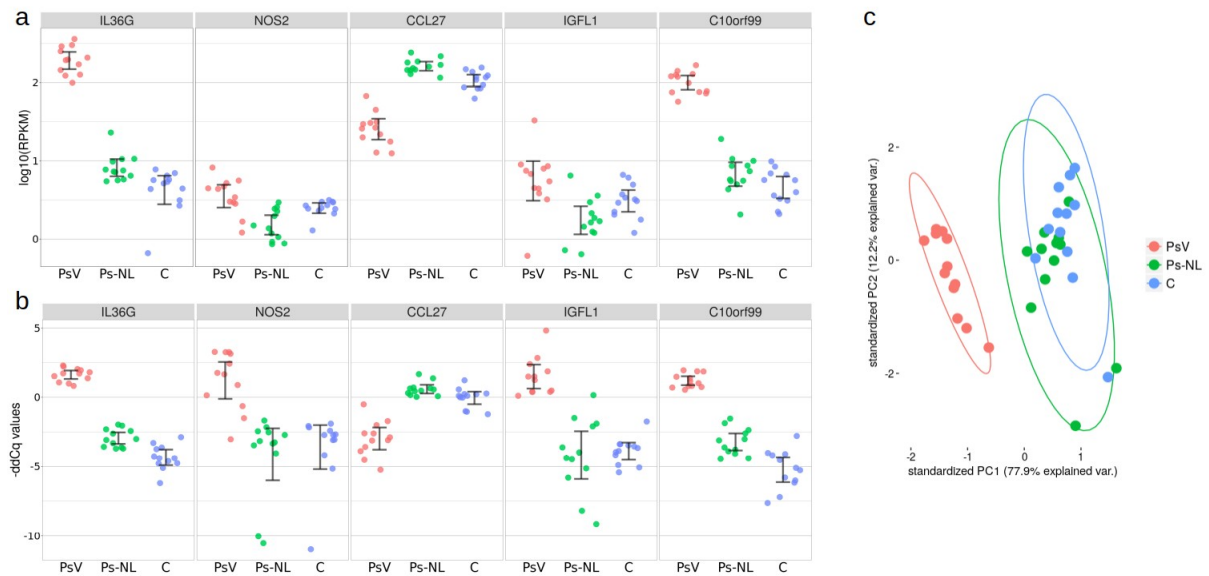 a
IL36G NOS2 CCL27 IGFL1 C10orf99
log10(RPKM)
2
1
0
PsV Ps-NL C PsV Ps-NL C PsV Ps-NL C PsV Ps-NL C PsV Ps-NL C
b
IL36G NOS2 CCL27 IGFL1 C10orf99
-ddCq values
5
0
-5
-10
PsV Ps-NL C PsV Ps-NL C PsV Ps-NL C PsV Ps-NL C PsV Ps-NL C
c
standardized PC2 (12.2% explained var.)
2
0
-2
-2 -1 0 1
standardized PC1 (77.9% explained var.)
PsV
Ps-NL
C